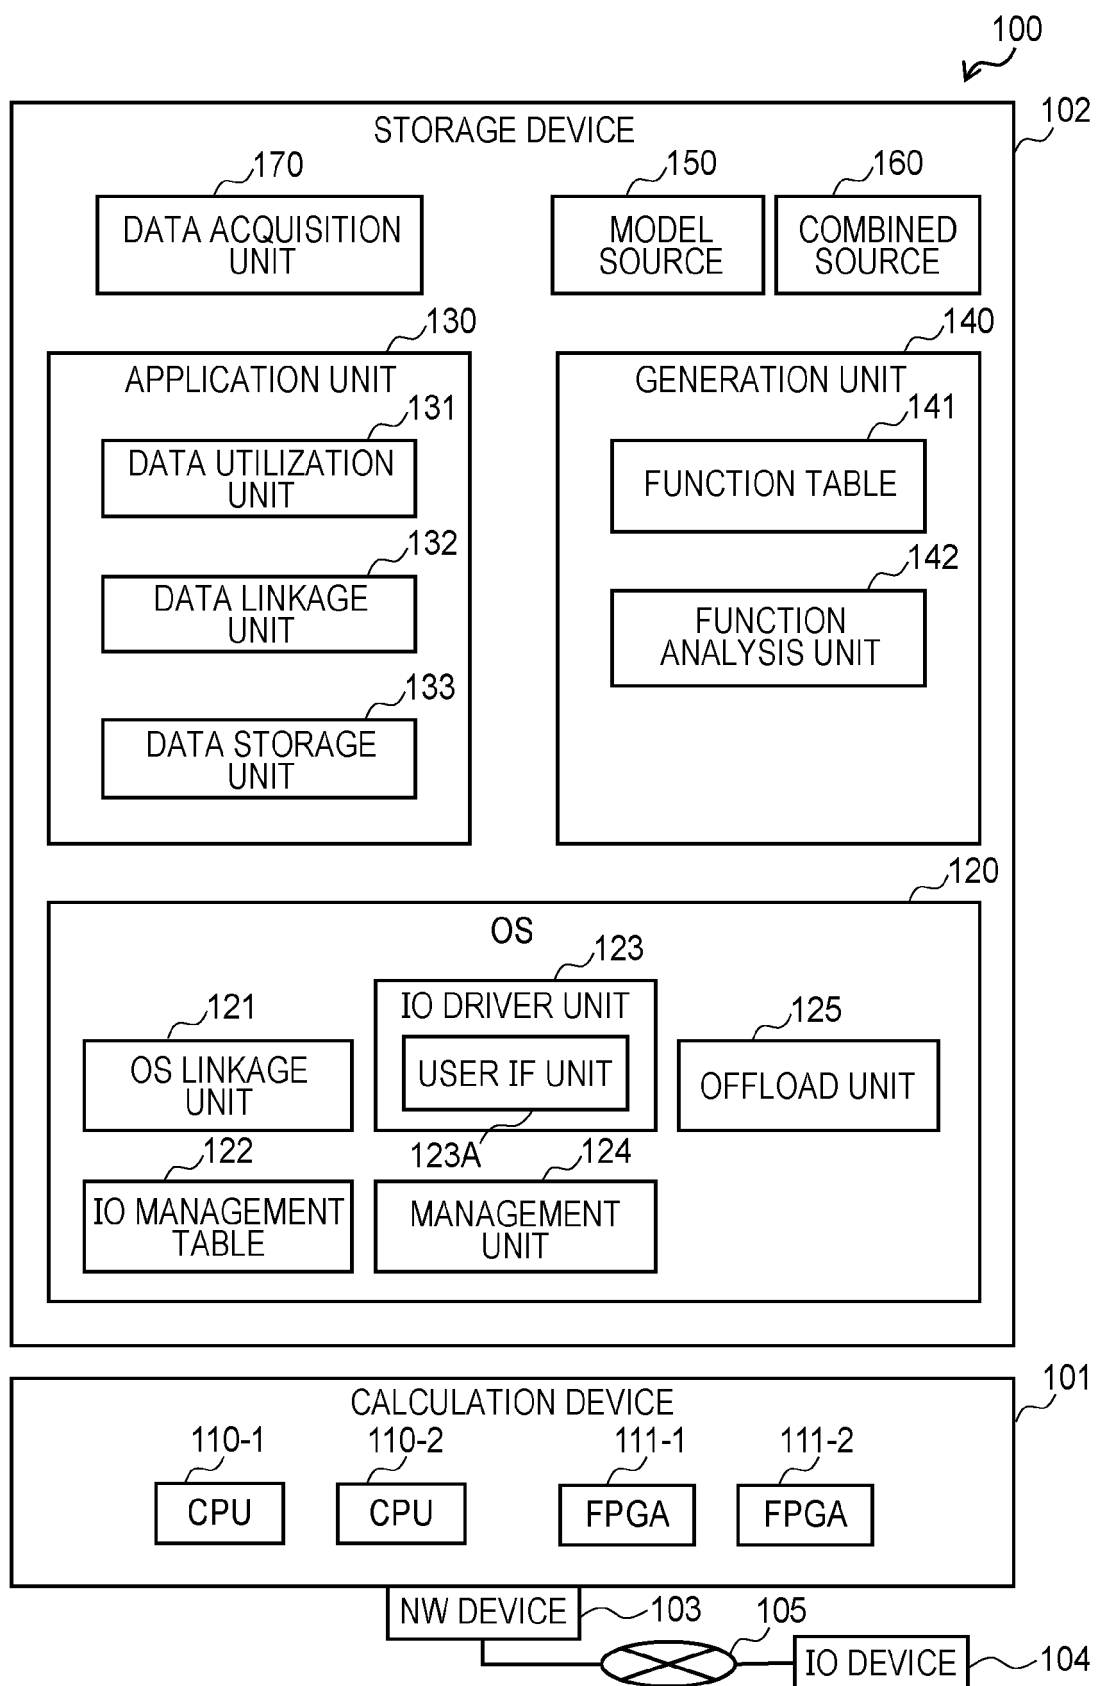 100
102
STORAGE DEVICE
170
150
160
DATA ACQUISITION
UNIT
MODEL
SOURCE
COMBINED
SOURCE
130
140
APPLICATION UNIT
GENERATION UNIT
131
141
DATA UTILIZATION
UNIT
FUNCTION TABLE
132
142
DATA LINKAGE
UNIT
FUNCTION
ANALYSIS UNIT
133
DATA STORAGE
UNIT
120
OS
123
121
IO DRIVER UNIT
125
OS LINKAGE
UNIT
USER IF UNIT
OFFLOAD UNIT
122
123A
124
IO MANAGEMENT
TABLE
MANAGEMENT
UNIT
101
CALCULATION DEVICE
110-1
110-2
111-1
111-2
CPU
CPU
FPGA
FPGA
NW DEVICE
103
105
IO DEVICE
104